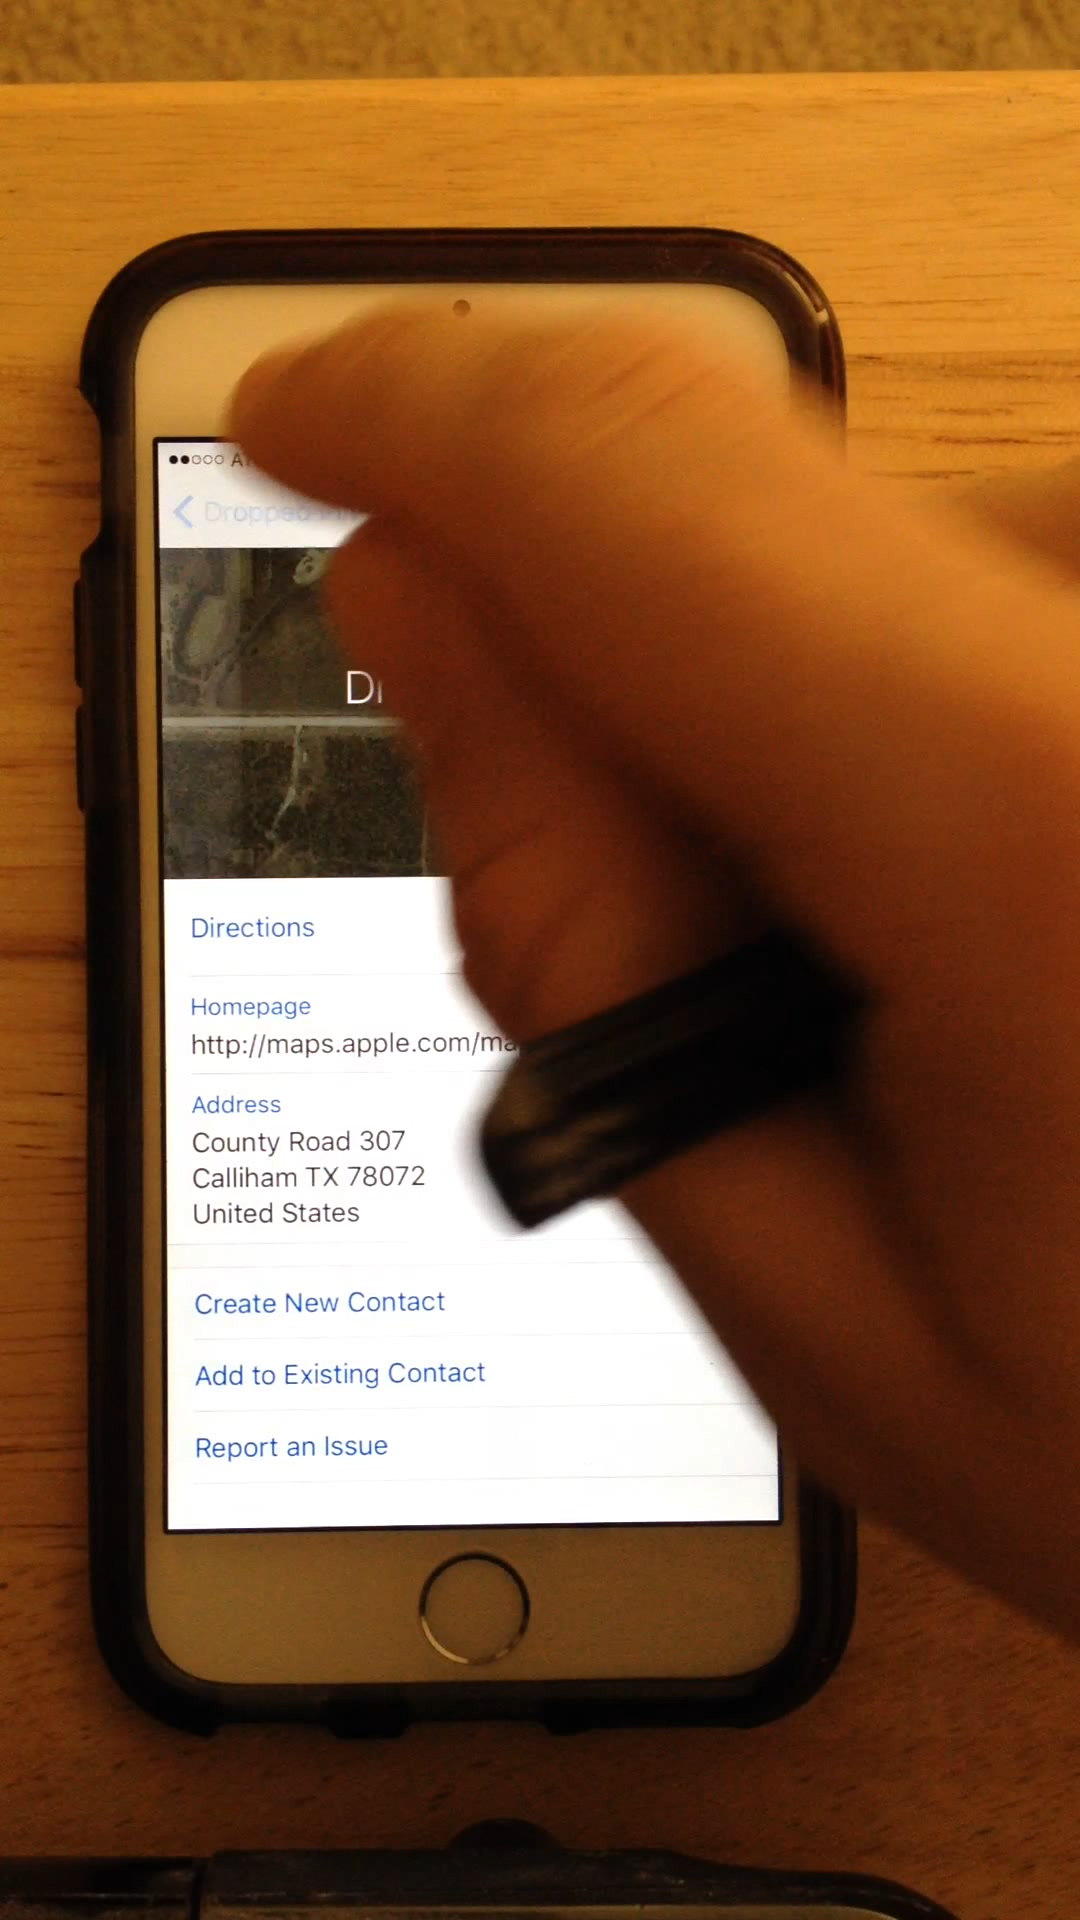 Dropped
Directions
Homepage
http://maps.apple.com/ma
Address
County Road 307
Calliham TX 78072
United States
Create New Contact
Add to Existing Contact
Report an Issue